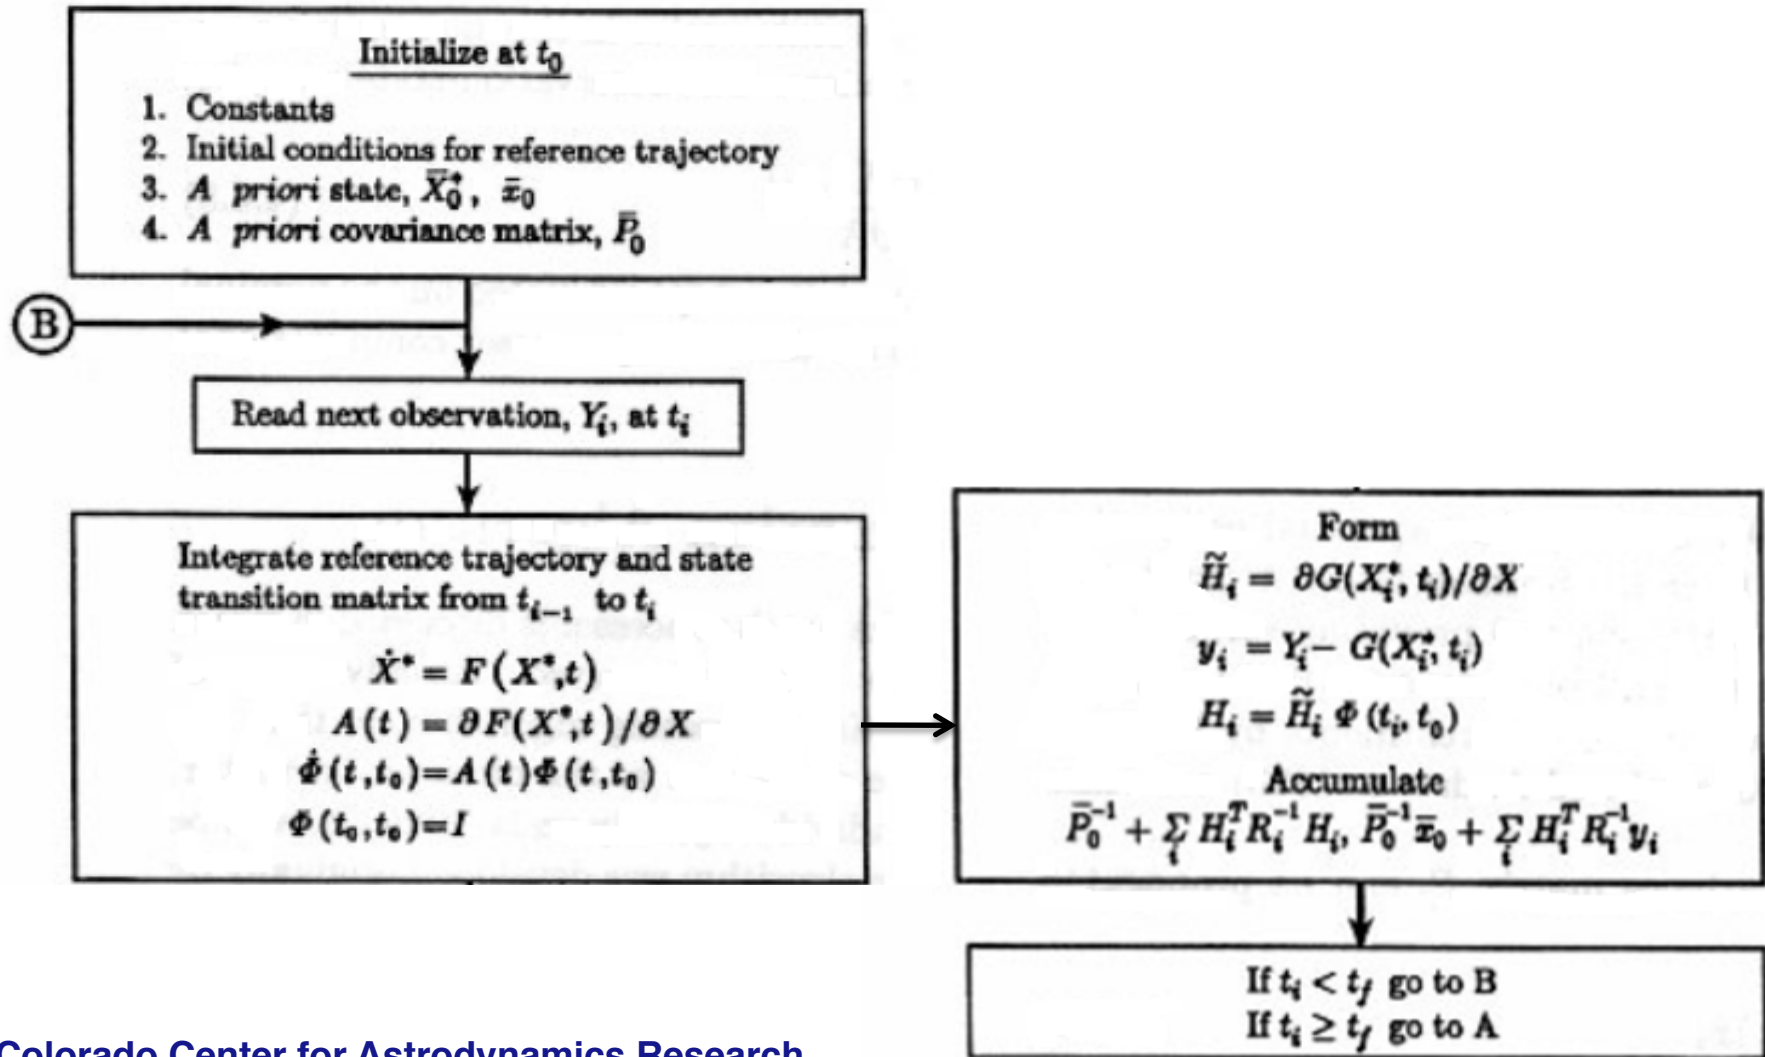 Initialize at t₀
1. Constants
2. Initial conditions for reference trajectory
3. A priori state, X̄₀*, x̄₀
4. A priori covariance matrix, P̄₀
B
Read next observation, Yᵢ, at tᵢ
Integrate reference trajectory and state
transition matrix from tᵢ₋₁ to tᵢ
Ẋ* = F(X*,t)
A(t) = ∂F(X*,t)/∂X
Φ̇(t,t₀)=A(t)Φ(t,t₀)
Φ(t₀,t₀)=I
Form
H̃ᵢ = ∂G(Xᵢ*, tᵢ)/∂X
yᵢ = Yᵢ− G(Xᵢ*, tᵢ)
Hᵢ = H̃ᵢ Φ(tᵢ, t₀)
Accumulate
P̄₀⁻¹ + Σᵢ HᵢᵀRᵢ⁻¹Hᵢ, P̄₀⁻¹x̄₀ + Σᵢ HᵢᵀRᵢ⁻¹yᵢ
If tᵢ < t_f go to B
If tᵢ ≥ t_f go to A
Colorado Center for Astrodynamics Research